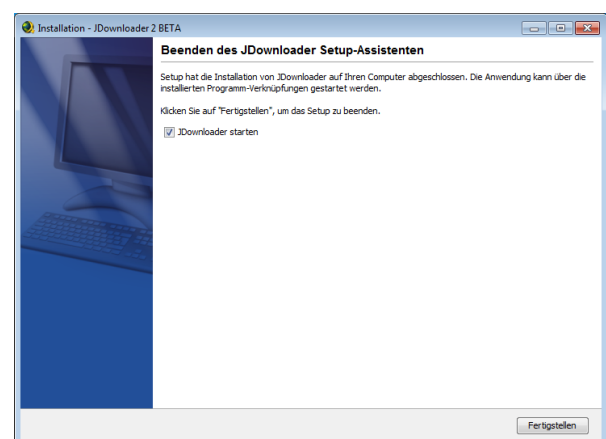 Installation - JDownloader 2 BETA
Beenden des JDownloader Setup-Assistenten
Setup hat die Installation von JDownloader auf Ihren Computer abgeschlossen. Die Anwendung kann über die
installierten Programm-Verknüpfungen gestartet werden.
Klicken Sie auf "Fertigstellen", um das Setup zu beenden.
JDownloader starten
Fertigstellen